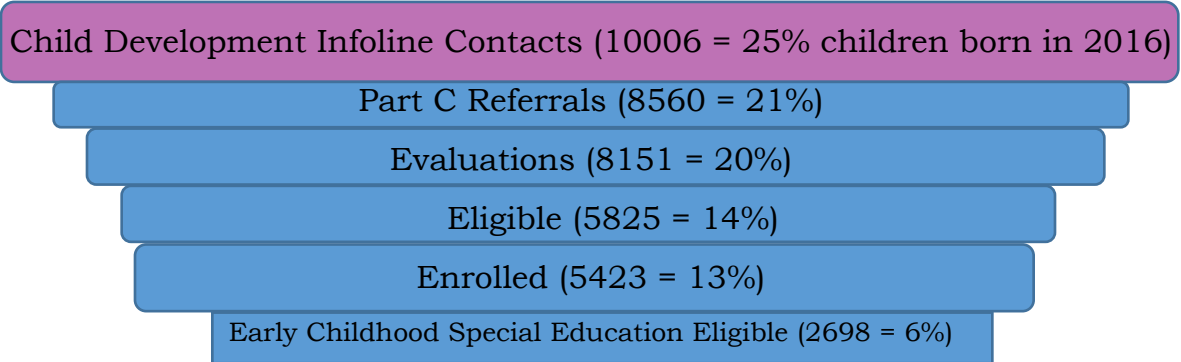 Child Development Infoline Contacts (10006 = 25% children born in 2016)
Part C Referrals (8560 = 21%)
Evaluations (8151 = 20%)
Eligible (5825 = 14%)
Enrolled (5423 = 13%)
Early Childhood Special Education Eligible (2698 = 6%)